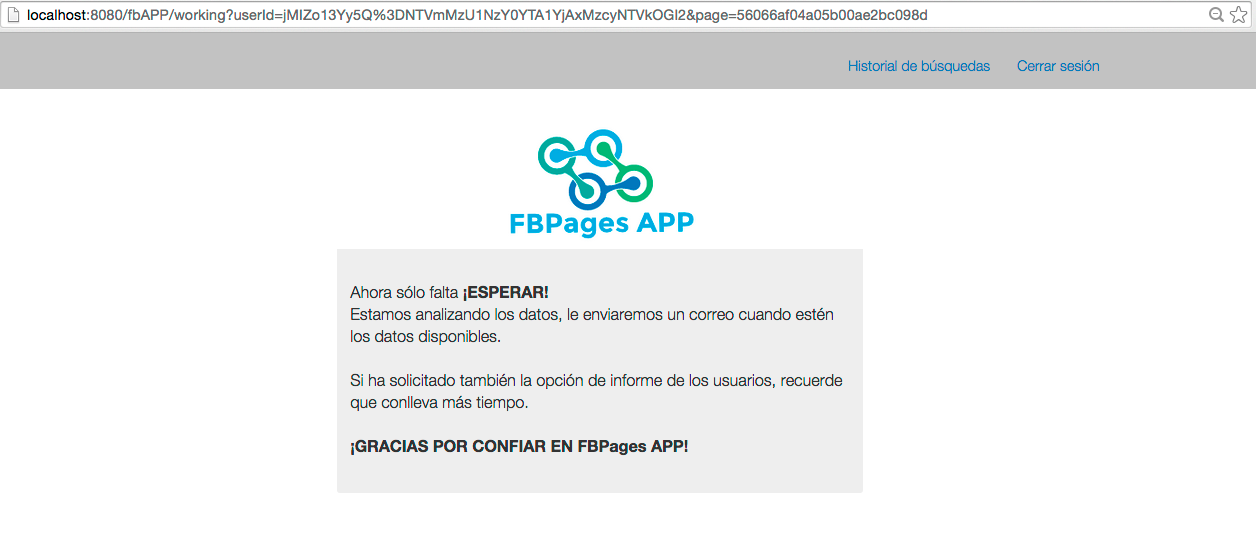 localhost:8080/fbAPP/working?userId=jMIZo13Yy5Q%3DNTVmMzU1NzY0YTA1YjAxMzcyNTVkOGI2&page=56066af04a05b00ae2bc098d
Historial de búsquedas Cerrar sesión
FBPages APP
Ahora sólo falta ¡ESPERAR!
Estamos analizando los datos, le enviaremos un correo cuando estén
los datos disponibles.
Si ha solicitado también la opción de informe de los usuarios, recuerde
que conlleva más tiempo.
¡GRACIAS POR CONFIAR EN FBPages APP!